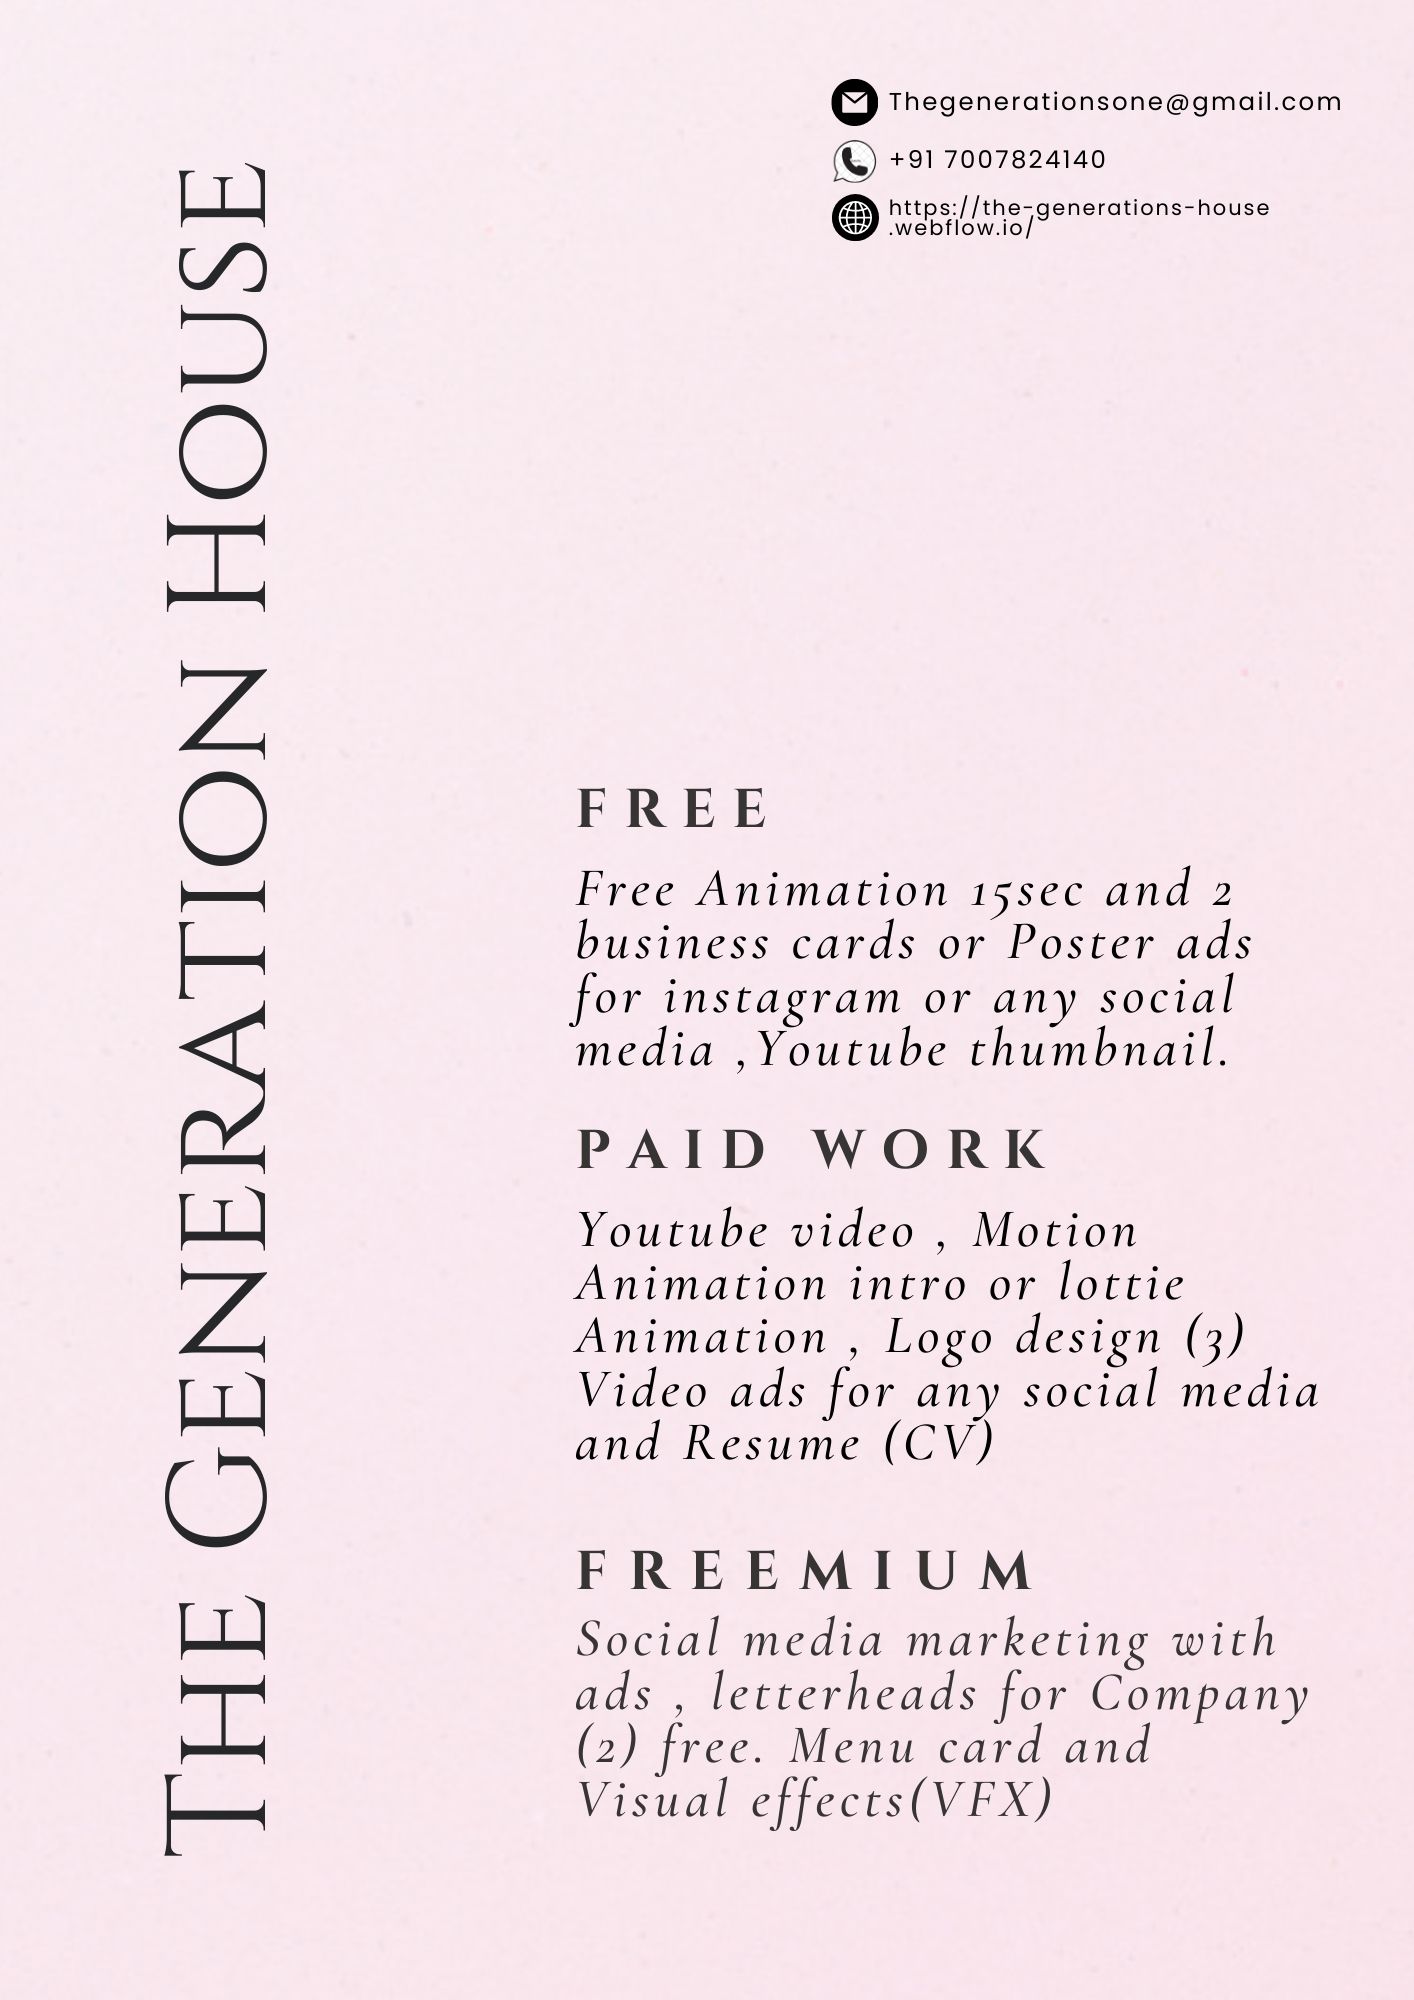 Thegenerationsone@gmail.com
+91 7007824140
https://the-generations-house
.webflow.io/
THE GENERATION HOUSE
FREE
Free Animation 15sec and 2
business cards or Poster ads
for instagram or any social
media ,Youtube thumbnail.
PAID WORK
Youtube video , Motion
Animation intro or lottie
Animation , Logo design (3)
Video ads for any social media
and Resume (CV)
FREEMIUM
Social media marketing with
ads , letterheads for Company
(2) free. Menu card and
Visual effects(VFX)